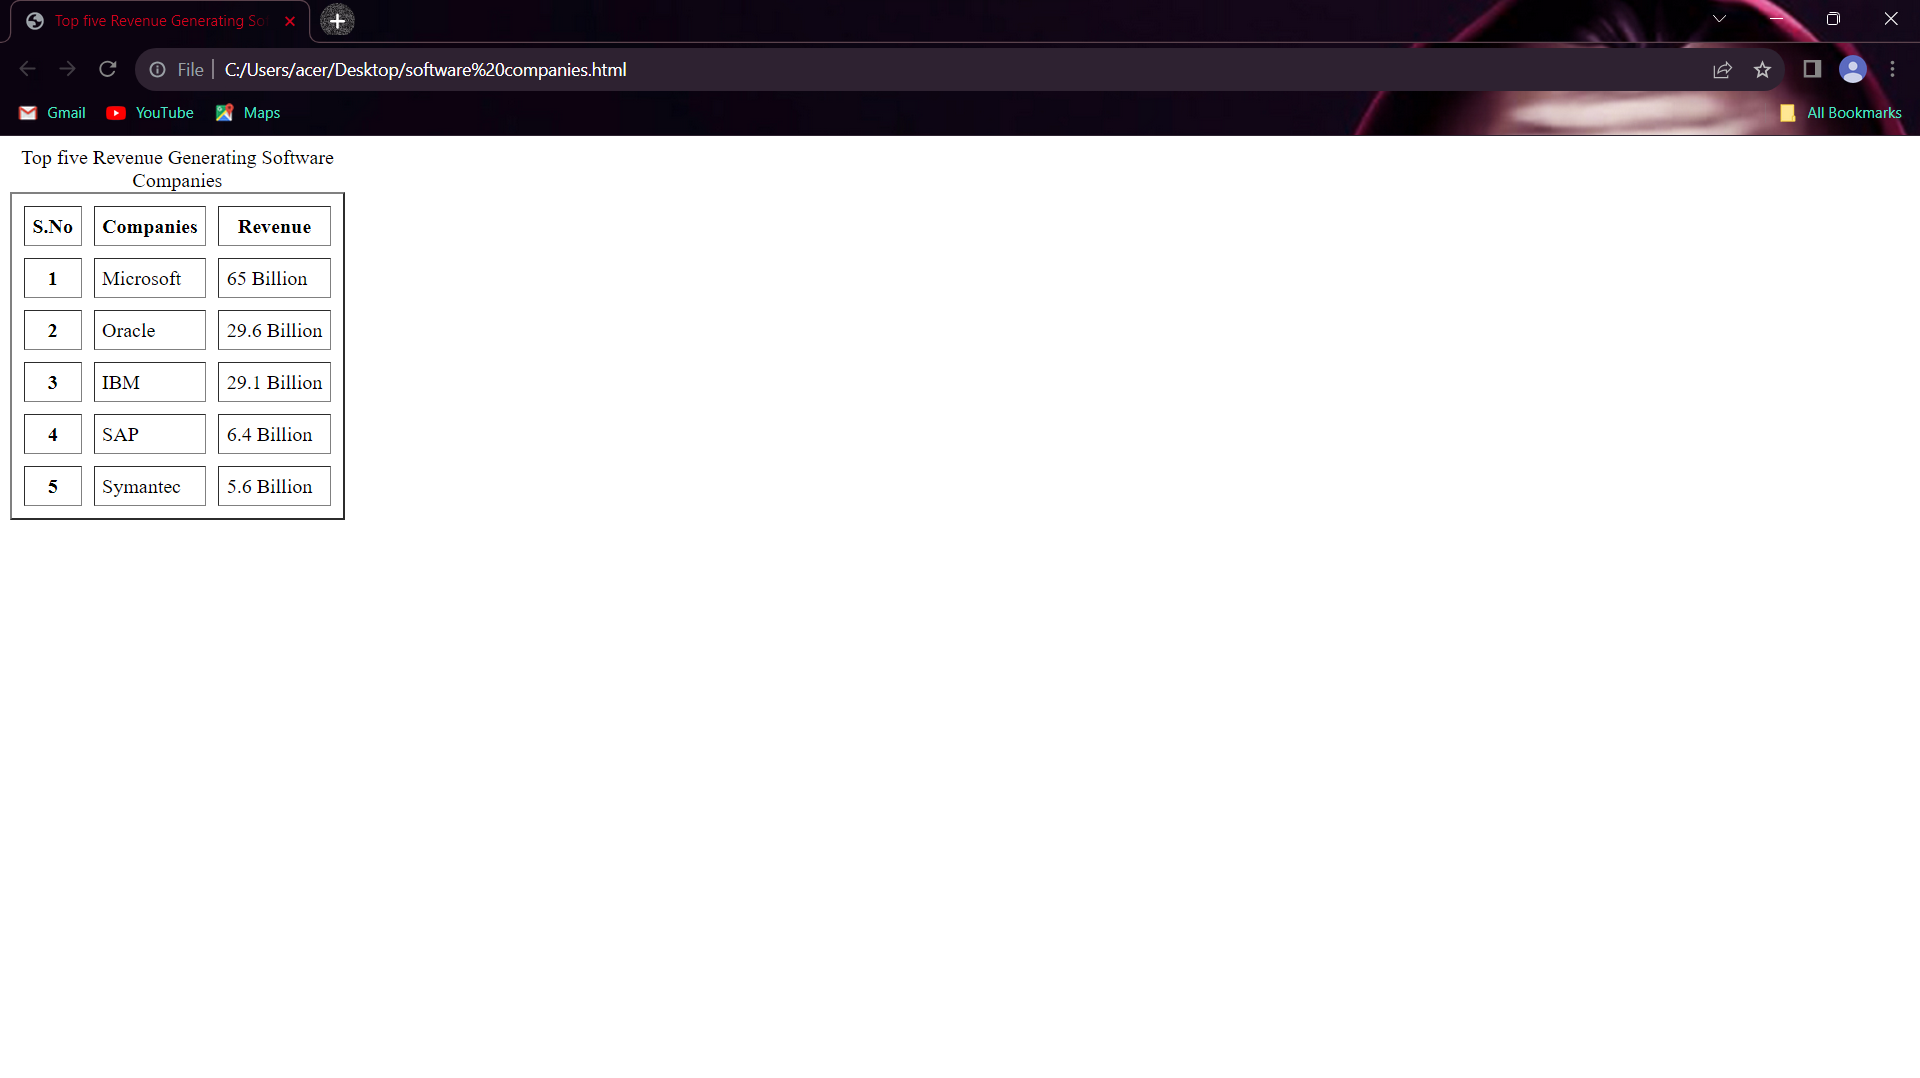 Top five Revenue Generating So
File
C:/Users/acer/Desktop/software%20companies.html
Gmail YouTube Maps All Bookmarks
Top five Revenue Generating Software
Companies
S.No Companies Revenue
1 Microsoft 65 Billion
2 Oracle 29.6 Billion
3 IBM 29.1 Billion
4 SAP 6.4 Billion
5 Symantec 5.6 Billion